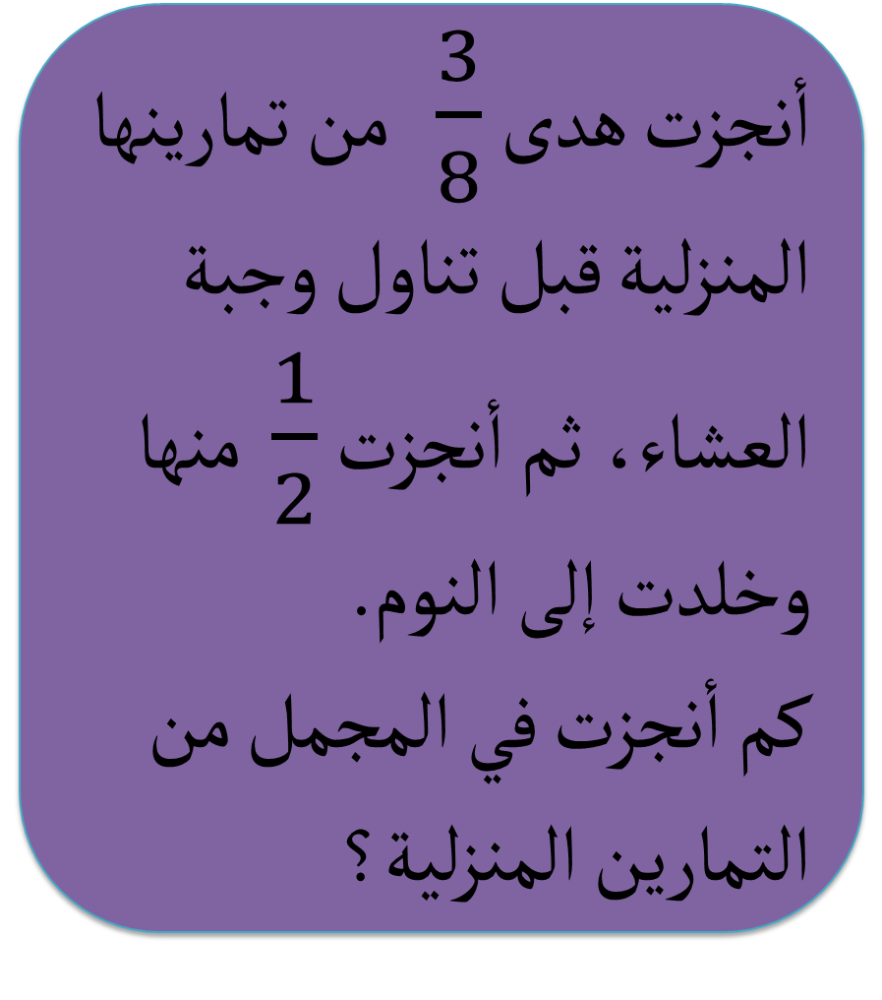 أنجزت هدى 3/8 من تمارينها
المنزلية قبل تناول وجبة
العشاء، ثم أنجزت 1/2 منها
وخلدت إلى النوم.
كم أنجزت في المجمل من
التمارين المنزلية ؟